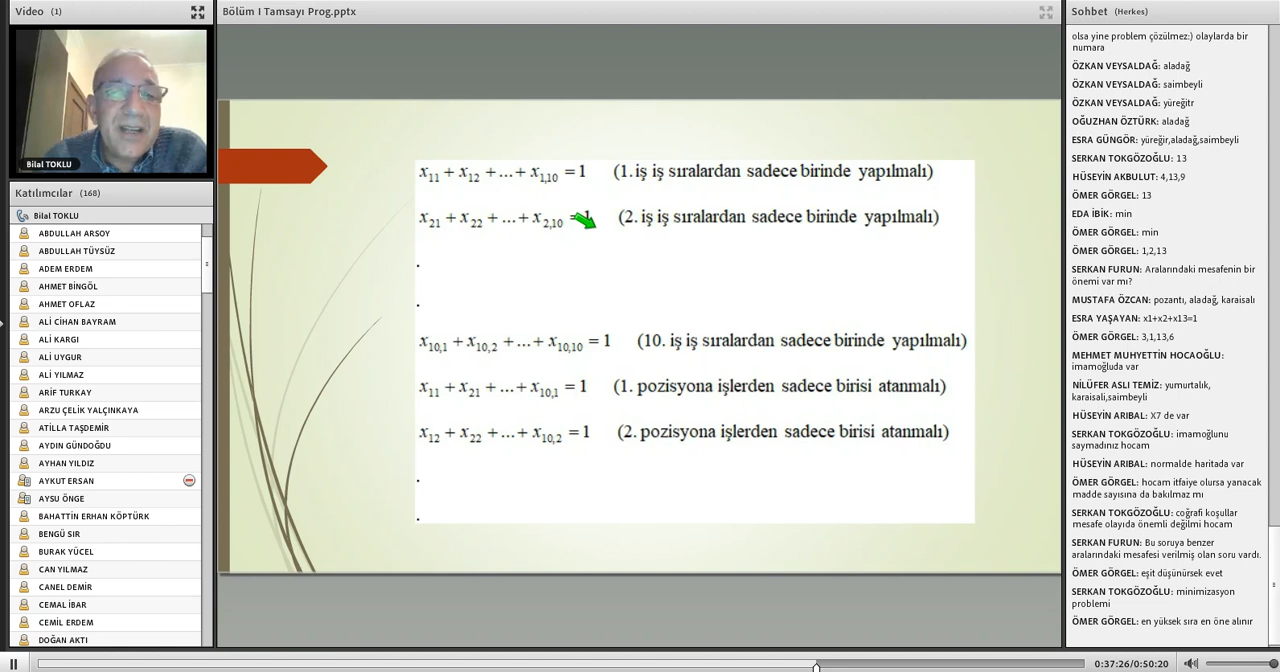 Video (1)
Bilal TOKLU
Katılımcılar (168)
Bilal TOKLU
ABDULLAH ARSOY
ABDULLAH TÜYSÜZ
ADEM ERDEM
AHMET BİNGÖL
AHMET OFLAZ
ALİ CİHAN BAYRAM
ALİ KARGI
ALİ UYGUR
ALİ YILMAZ
ARİF TURKAY
ARZU ÇELİK YALÇINKAYA
ATİLLA TAŞDEMİR
AYDIN GÜNDOĞDU
AYHAN YILDIZ
AYKUT ERSAN
AYSU ÖNGE
BAHATTİN ERHAN KÖPTÜRK
BENGÜ SIR
BURAK YÜCEL
CAN YILMAZ
CANEL DEMİR
CEMAL İBAR
CEMİL ERDEM
DOĞAN AKTI
Bölüm I Tamsayı Prog.pptx
x₁₁ + x₁₂ + ... + x₁,₁₀ = 1 (1. iş iş sıralardan sadece birinde yapılmalı)
x₂₁ + x₂₂ + ... + x₂,₁₀ = 1 (2. iş iş sıralardan sadece birinde yapılmalı)
.
.
x₁₀,₁ + x₁₀,₂ + ... + x₁₀,₁₀ = 1 (10. iş iş sıralardan sadece birinde yapılmalı)
x₁₁ + x₂₁ + ... + x₁₀,₁ = 1 (1. pozisyona işlerden sadece birisi atanmalı)
x₁₂ + x₂₂ + ... + x₁₀,₂ = 1 (2. pozisyona işlerden sadece birisi atanmalı)
.
.
Sohbet (Herkes)
olsa yine problem çözülmez:) olaylarda bir
numara
ÖZKAN VEYSALDAĞ: aladağ
ÖZKAN VEYSALDAĞ: saimbeyli
ÖZKAN VEYSALDAĞ: yüreğitr
OĞUZHAN ÖZTÜRK: aladağ
ESRA GÜNGÖR: yüreğir,aladağ,saimbeyli
SERKAN TOKGÖZOĞLU: 13
HÜSEYİN AKBULUT: 4,13,9
ÖMER GÖRGEL: 13
EDA İBİK: min
ÖMER GÖRGEL: min
ÖMER GÖRGEL: 1,2,13
SERKAN FURUN: Aralarındaki mesafenin bir
önemi var mı?
MUSTAFA ÖZCAN: pozantı, aladağ, karaisalı
ESRA YAŞAYAN: x1+x2+x13=1
ÖMER GÖRGEL: 3,1,13,6
MEHMET MUHYETTİN HOCAOĞLU:
imamoğluda var
NİLÜFER ASLI TEMİZ: yumurtalık,
karaisali,saimbeyli
HÜSEYİN ARIBAL: X7 de var
SERKAN TOKGÖZOĞLU: imamoğlunu
saymadınız hocam
HÜSEYİN ARIBAL: normalde haritada var
ÖMER GÖRGEL: hocam itfaiye olursa yanacak
madde sayısına da bakılmaz mı
SERKAN TOKGÖZOĞLU: coğrafi koşullar
mesafe olayıda önemli değilmi hocam
SERKAN FURUN: Bu soruya benzer
aralarındaki mesafesi verilmiş olan soru vardı.
ÖMER GÖRGEL: eşit düşünürsek evet
SERKAN TOKGÖZOĞLU: minimizasyon
problemi
ÖMER GÖRGEL: en yüksek sıra en öne alınır
0:37:26/0:50:20